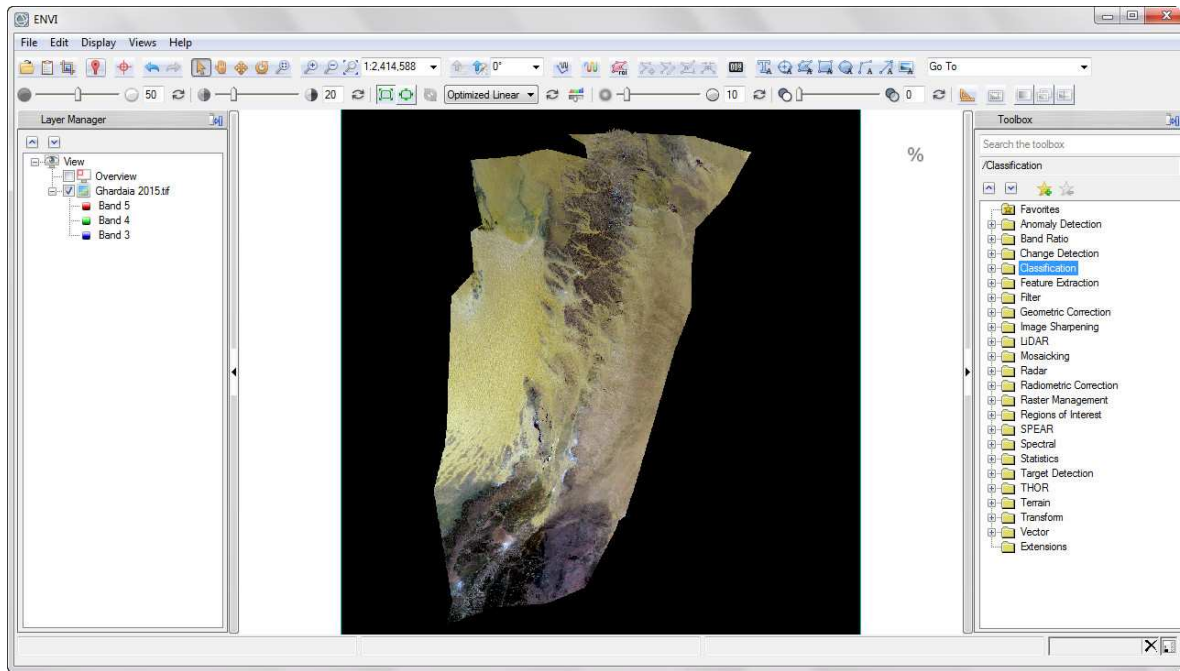 ENVI
File Edit Display Views Help
1:2,414,588 0° Go To
50 20 Optimized Linear 10 0
Layer Manager
Toolbox
View
Overview
Ghardaia 2015.tif
Band 5
Band 4
Band 3
%
Search the toolbox
/Classification
Favorites
Anomaly Detection
Band Ratio
Change Detection
Classification
Feature Extraction
Filter
Geometric Correction
Image Sharpening
LiDAR
Mosaicking
Radar
Radiometric Correction
Raster Management
Regions of Interest
SPEAR
Spectral
Statistics
Target Detection
THOR
Terrain
Transform
Vector
Extensions